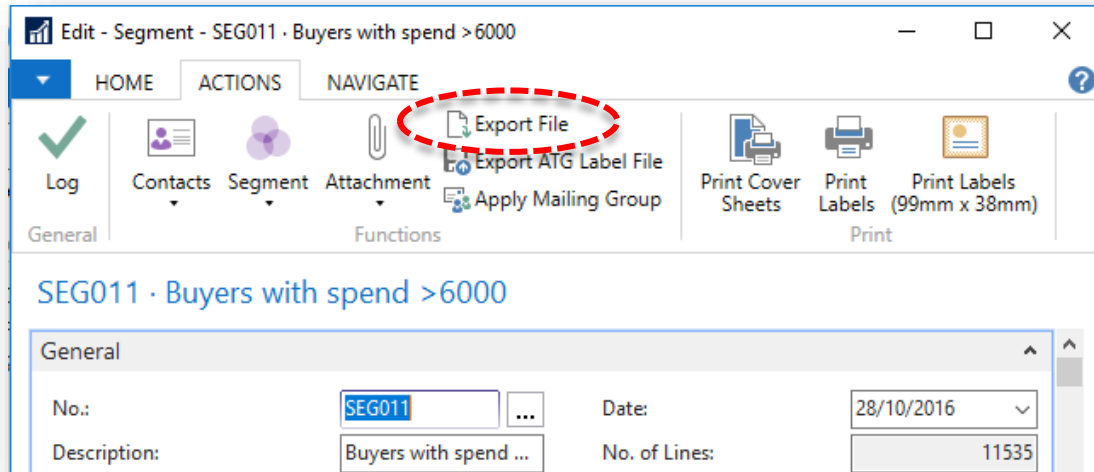 Edit - Segment - SEG011 · Buyers with spend >6000
HOME ACTIONS NAVIGATE
Log
Contacts
Segment
Attachment
Export File
Export ATG Label File
Apply Mailing Group
Print Cover
Sheets
Print
Labels
Print Labels
(99mm x 38mm)
General
Functions
Print
SEG011 · Buyers with spend >6000
General
No.: SEG011 ... Date: 28/10/2016
Description: Buyers with spend ... No. of Lines: 11535